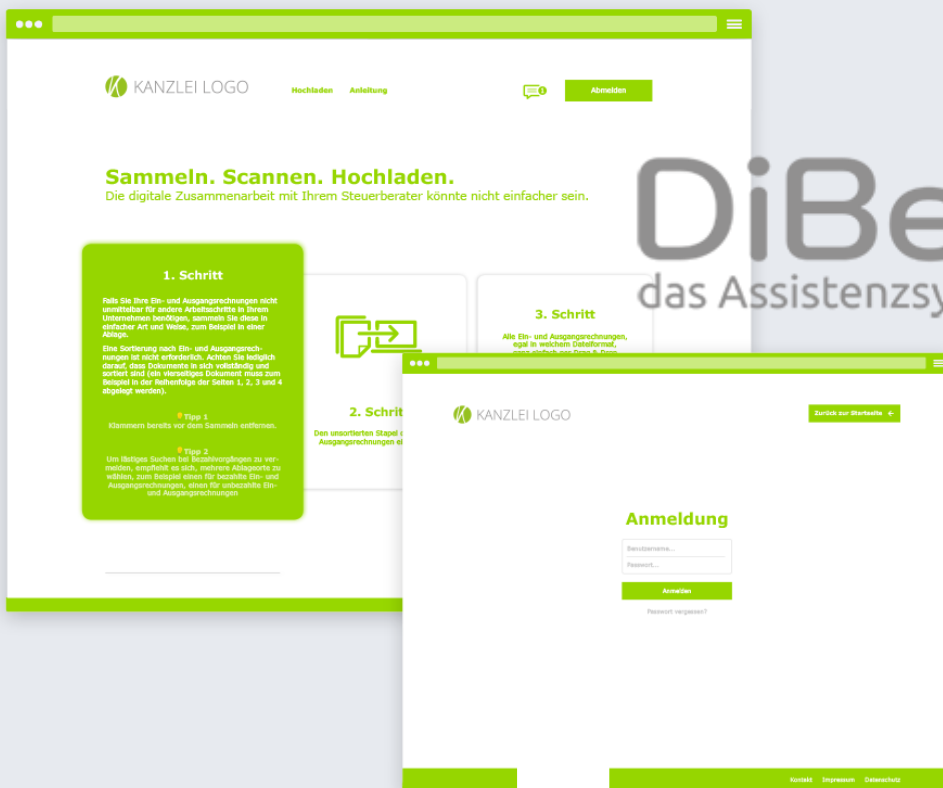 KANZLEI LOGO
Hochladen Anleitung
1
Abmelden
Sammeln. Scannen. Hochladen.
Die digitale Zusammenarbeit mit Ihrem Steuerberater könnte nicht einfacher sein.
DiBe
das Assistenzsy
1. Schritt
Falls Sie Ihre Ein- und Ausgangsrechnungen nicht
unmittelbar für andere Arbeitsschritte in Ihrem
Unternehmen benötigen, sammeln Sie diese in
einfacher Art und Weise, zum Beispiel in einer
Ablage.
Eine Sortierung nach Ein- und Ausgangsrech-
nungen ist nicht erforderlich. Achten Sie lediglich
darauf, dass Dokumente in sich vollständig und
sortiert sind (ein vierseitiges Dokument muss zum
Beispiel in der Reihenfolge der Seiten 1, 2, 3 und 4
abgelegt werden).
Tipp 1
Klammern bereits vor dem Sammeln entfernen.
Tipp 2
Um lästiges Suchen bei Bezahlvorgängen zu ver-
meiden, empfiehlt es sich, mehrere Ablageorte zu
wählen, zum Beispiel einen für bezahlte Ein- und
Ausgangsrechnungen, einen für unbezahlte Ein-
und Ausgangsrechnungen
2. Schrit
Den unsortierten Stapel
Ausgangsrechnungen
3. Schritt
Alle Ein- und Ausgangsrechnungen,
egal in welchem Dateiformat,
KANZLEI LOGO
Zurück zur Startseite
Anmeldung
Benutzername...
Passwort...
Anmelden
Passwort vergessen?
Kontakt Impressum Datenschutz